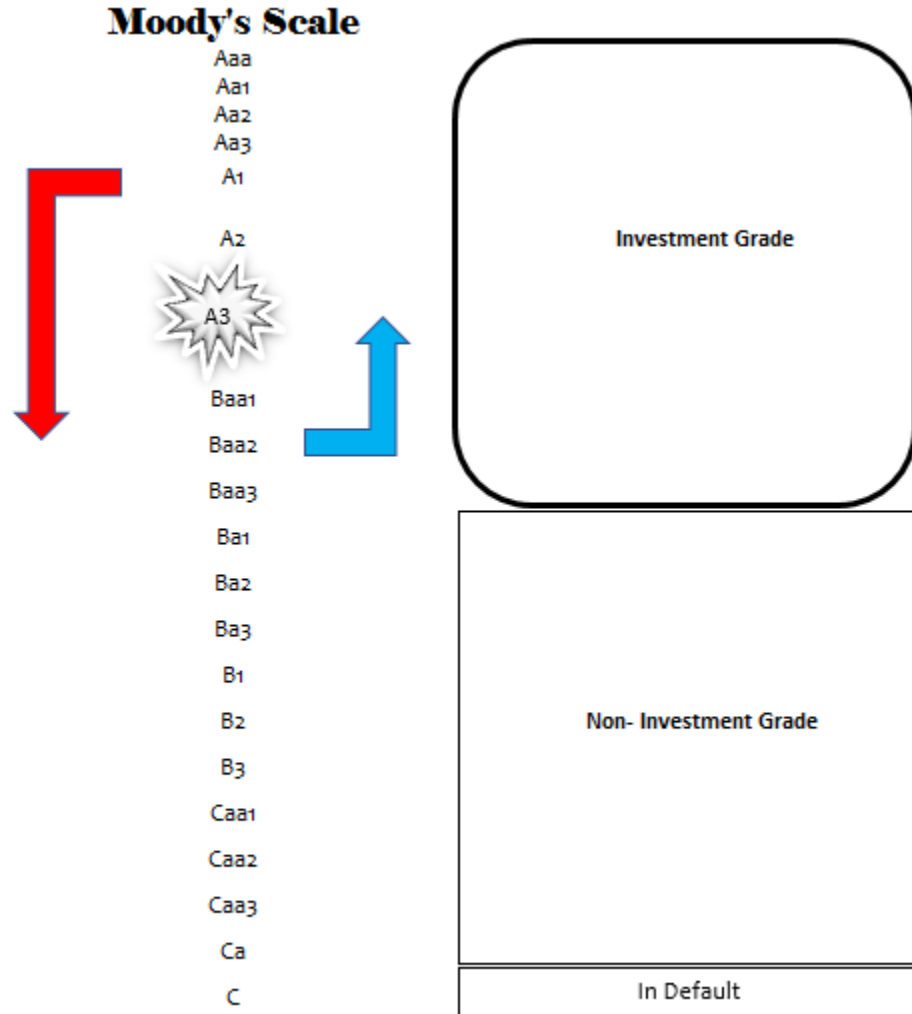 Moody's Scale
Aaa
Aa1
Aa2
Aa3
A1
A2
Investment Grade
A3
Baa1
Baa2
Baa3
Ba1
Ba2
Ba3
B1
B2
Non- Investment Grade
B3
Caa1
Caa2
Caa3
Ca
C
In Default